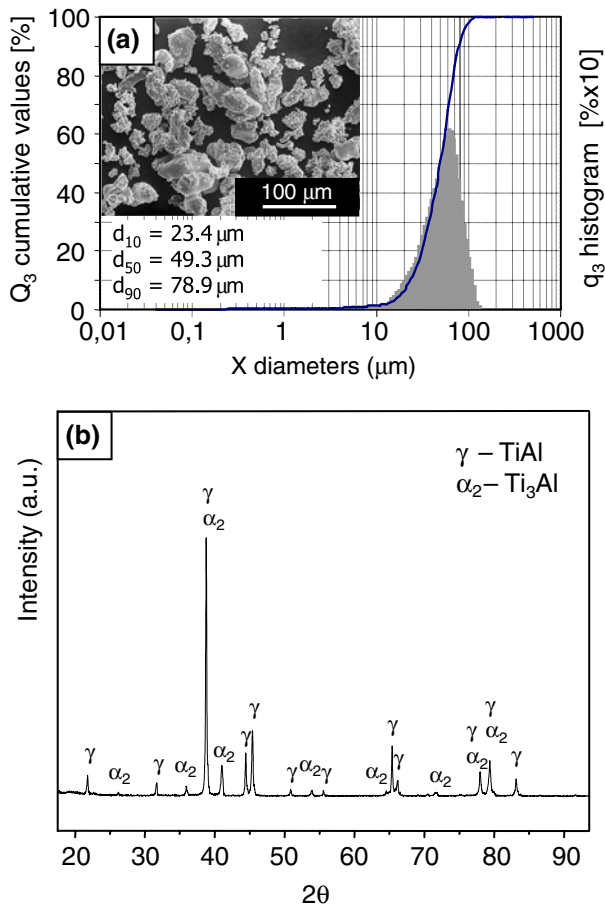 (a)
Q3 cumulative values [%]
100
80
60
40
20
0
100 μm
d10 = 23.4 μm
d50 = 49.3 μm
d90 = 78.9 μm
q3 histogram [%x10]
0,01 0,1 1 10 100 1000
X diameters (μm)
(b)
γ – TiAl
α2 – Ti3Al
Intensity (a.u.)
γ
α2
γ
α2
γ
α2
α2
γ
γ
γ
α2
γ
α2
γ
γ
α2
γ
α2
γ
α2
γ
20 30 40 50 60 70 80 90
2θ